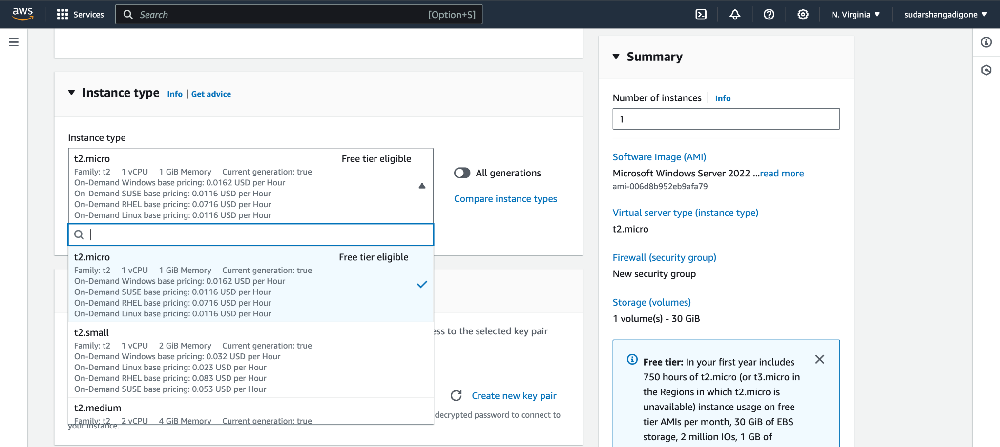 aws
Services
Search [Option+S]
N. Virginia
sudarshangadigone
Instance type Info | Get advice
Instance type
t2.micro Free tier eligible
Family: t2 1 vCPU 1 GiB Memory Current generation: true
On-Demand Windows base pricing: 0.0162 USD per Hour
On-Demand SUSE base pricing: 0.0116 USD per Hour
On-Demand RHEL base pricing: 0.0716 USD per Hour
On-Demand Linux base pricing: 0.0116 USD per Hour
All generations
Compare instance types
t2.micro Free tier eligible
Family: t2 1 vCPU 1 GiB Memory Current generation: true
On-Demand Windows base pricing: 0.0162 USD per Hour
On-Demand SUSE base pricing: 0.0116 USD per Hour
On-Demand RHEL base pricing: 0.0716 USD per Hour
On-Demand Linux base pricing: 0.0116 USD per Hour
t2.small
Family: t2 1 vCPU 2 GiB Memory Current generation: true
On-Demand Windows base pricing: 0.032 USD per Hour
On-Demand Linux base pricing: 0.023 USD per Hour
On-Demand RHEL base pricing: 0.083 USD per Hour
On-Demand SUSE base pricing: 0.053 USD per Hour
t2.medium
Family: t2 2 vCPU 4 GiB Memory Current generation: true
ess to the selected key pair
Create new key pair
decrypted password to connect to
your instance.
Summary
Number of instances Info
1
Software Image (AMI)
Microsoft Windows Server 2022 ...read more
ami-006d8b952eb9afa79
Virtual server type (instance type)
t2.micro
Firewall (security group)
New security group
Storage (volumes)
1 volume(s) - 30 GiB
Free tier: In your first year includes
750 hours of t2.micro (or t3.micro in
the Regions in which t2.micro is
unavailable) instance usage on free
tier AMIs per month, 30 GiB of EBS
storage, 2 million IOs, 1 GB of